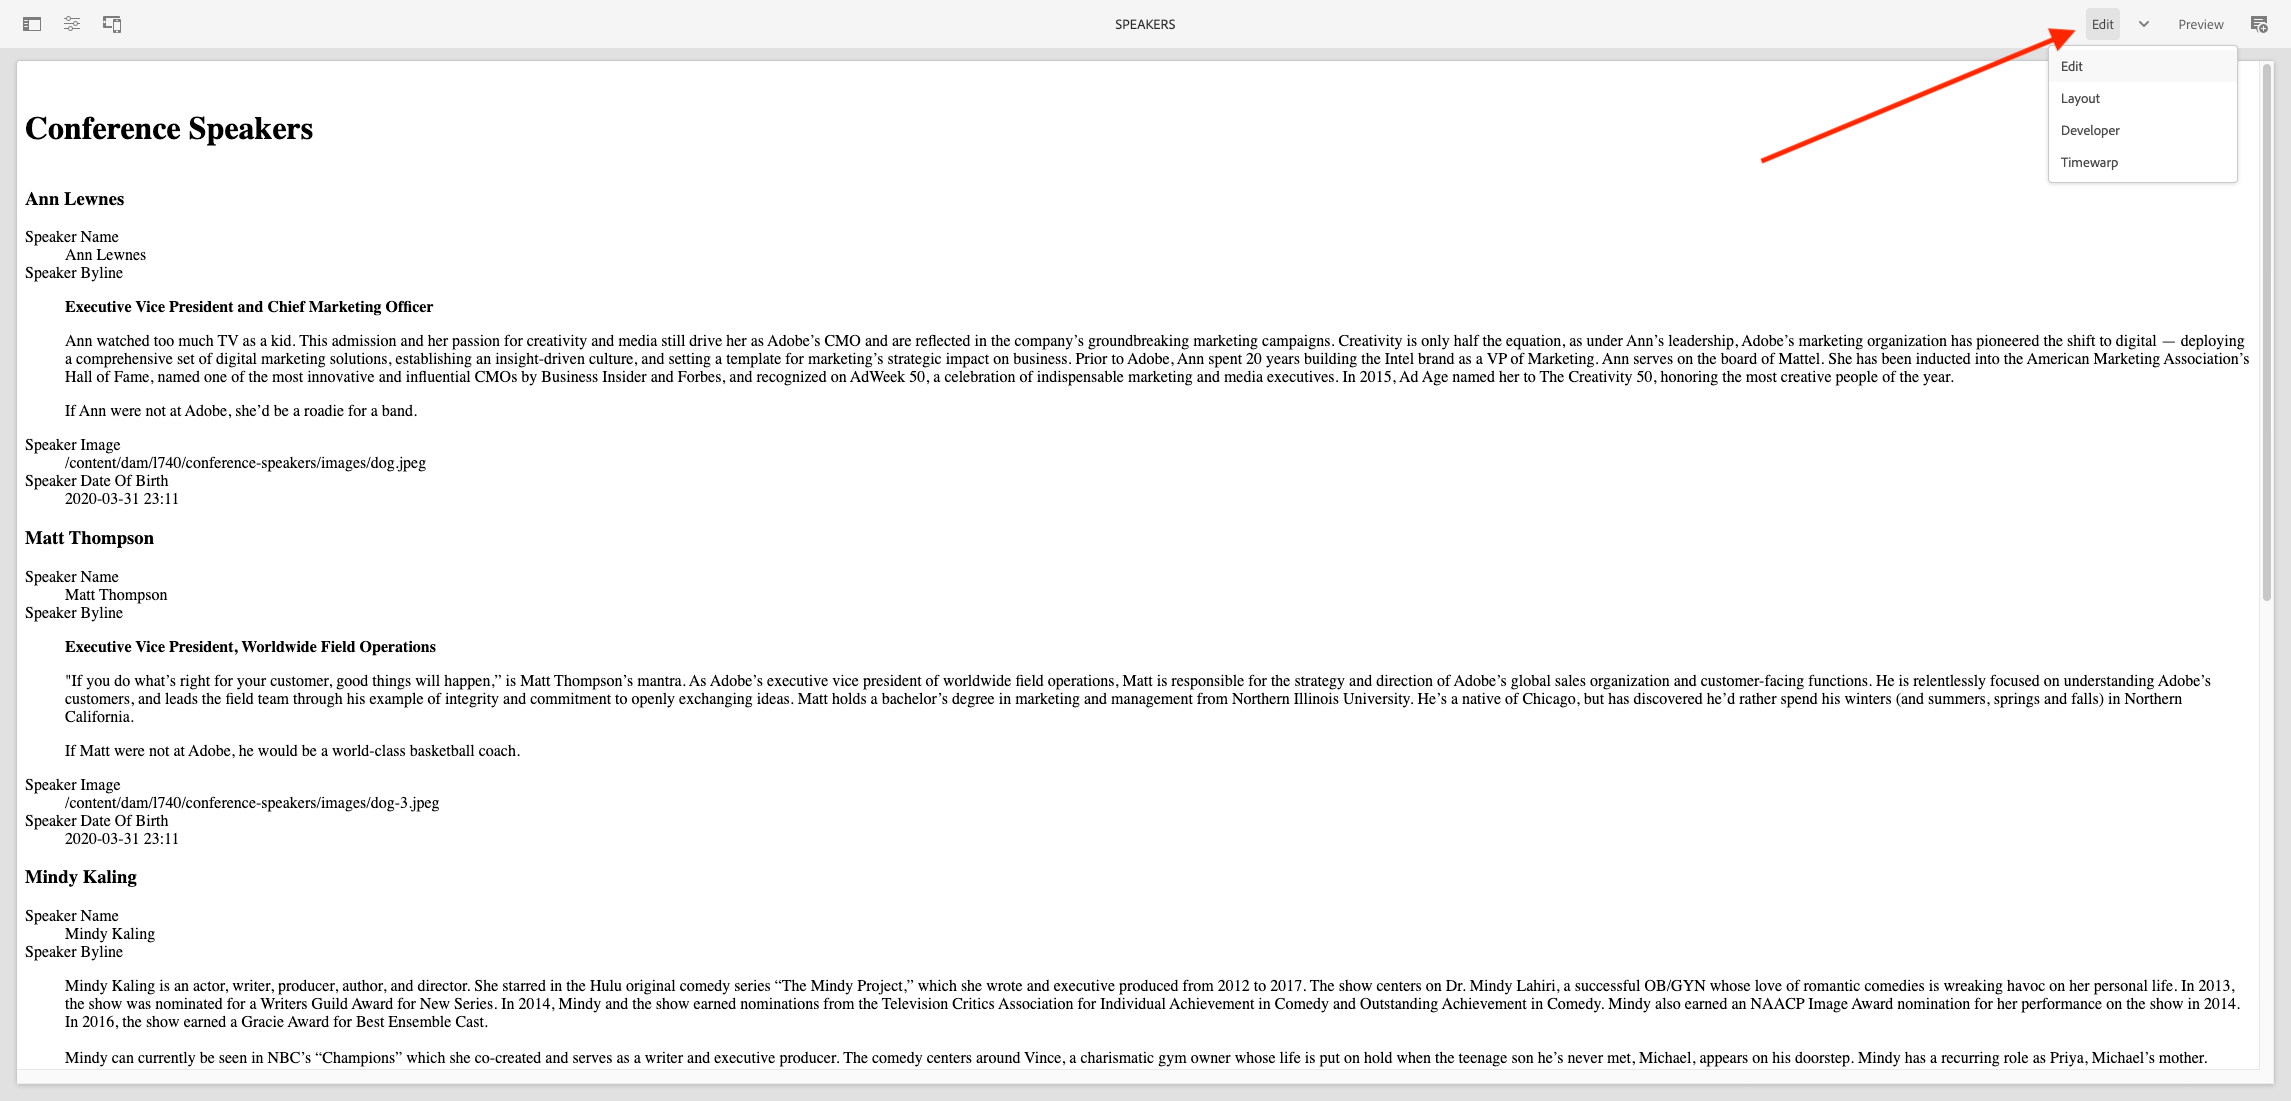 SPEAKERS
Edit
Preview
Edit
Layout
Developer
Timewarp
Conference Speakers
Ann Lewnes
Speaker Name
Ann Lewnes
Speaker Byline
Executive Vice President and Chief Marketing Officer
Ann watched too much TV as a kid. This admission and her passion for creativity and media still drive her as Adobe’s CMO and are reflected in the company’s groundbreaking marketing campaigns. Creativity is only half the equation, as under Ann’s leadership, Adobe’s marketing organization has pioneered the shift to digital — deploying
a comprehensive set of digital marketing solutions, establishing an insight-driven culture, and setting a template for marketing’s strategic impact on business. Prior to Adobe, Ann spent 20 years building the Intel brand as a VP of Marketing. Ann serves on the board of Mattel. She has been inducted into the American Marketing Association’s
Hall of Fame, named one of the most innovative and influential CMOs by Business Insider and Forbes, and recognized on AdWeek 50, a celebration of indispensable marketing and media executives. In 2015, Ad Age named her to The Creativity 50, honoring the most creative people of the year.
If Ann were not at Adobe, she’d be a roadie for a band.
Speaker Image
/content/dam/l740/conference-speakers/images/dog.jpeg
Speaker Date Of Birth
2020-03-31 23:11
Matt Thompson
Speaker Name
Matt Thompson
Speaker Byline
Executive Vice President, Worldwide Field Operations
"If you do what’s right for your customer, good things will happen,” is Matt Thompson’s mantra. As Adobe’s executive vice president of worldwide field operations, Matt is responsible for the strategy and direction of Adobe’s global sales organization and customer-facing functions. He is relentlessly focused on understanding Adobe’s
customers, and leads the field team through his example of integrity and commitment to openly exchanging ideas. Matt holds a bachelor’s degree in marketing and management from Northern Illinois University. He’s a native of Chicago, but has discovered he’d rather spend his winters (and summers, springs and falls) in Northern
California.
If Matt were not at Adobe, he would be a world-class basketball coach.
Speaker Image
/content/dam/l740/conference-speakers/images/dog-3.jpeg
Speaker Date Of Birth
2020-03-31 23:11
Mindy Kaling
Speaker Name
Mindy Kaling
Speaker Byline
Mindy Kaling is an actor, writer, producer, author, and director. She starred in the Hulu original comedy series “The Mindy Project,” which she wrote and executive produced from 2012 to 2017. The show centers on Dr. Mindy Lahiri, a successful OB/GYN whose love of romantic comedies is wreaking havoc on her personal life. In 2013,
the show was nominated for a Writers Guild Award for New Series. In 2014, Mindy and the show earned nominations from the Television Critics Association for Individual Achievement in Comedy and Outstanding Achievement in Comedy. Mindy also earned an NAACP Image Award nomination for her performance on the show in 2014.
In 2016, the show earned a Gracie Award for Best Ensemble Cast.
Mindy can currently be seen in NBC’s “Champions” which she co-created and serves as a writer and executive producer. The comedy centers around Vince, a charismatic gym owner whose life is put on hold when the teenage son he’s never met, Michael, appears on his doorstep. Mindy has a recurring role as Priya, Michael’s mother.